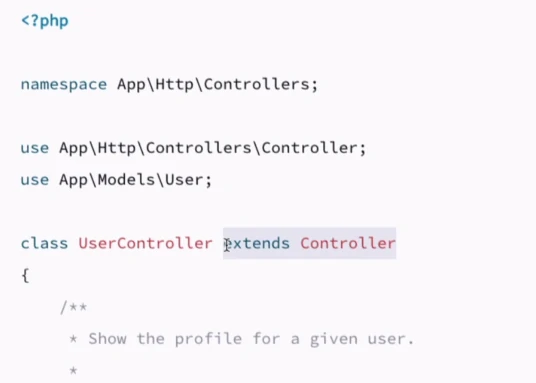 <?php
namespace App\Http\Controllers;
use App\Http\Controllers\Controller;
use App\Models\User;
class UserController extends Controller
{
/**
* Show the profile for a given user.
*